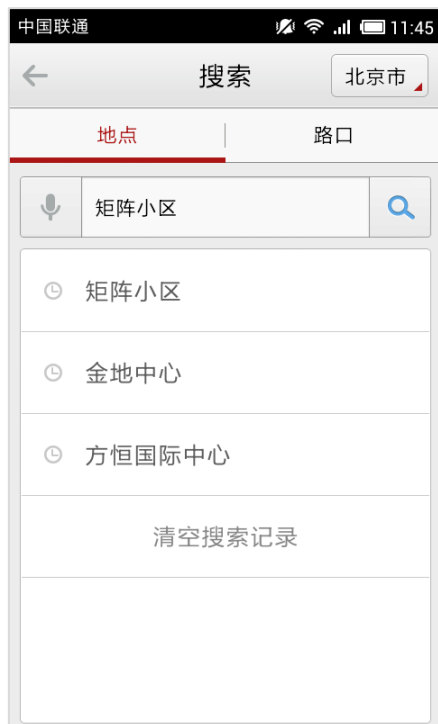 中国联通 11:45
搜索 北京市
地点 路口
矩阵小区
矩阵小区
金地中心
方恒国际中心
清空搜索记录